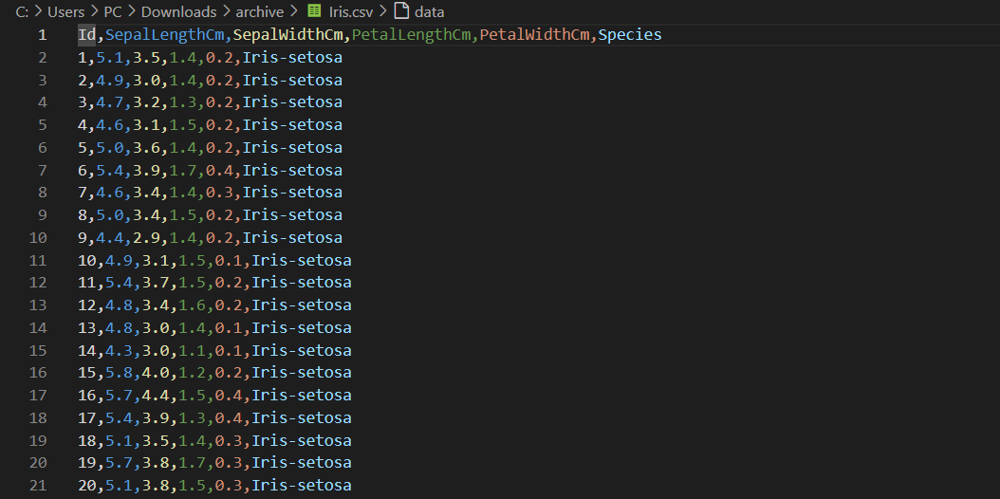 C: > Users > PC > Downloads > archive > Iris.csv > data
1 Id,SepalLengthCm,SepalWidthCm,PetalLengthCm,PetalWidthCm,Species
2 1,5.1,3.5,1.4,0.2,Iris-setosa
3 2,4.9,3.0,1.4,0.2,Iris-setosa
4 3,4.7,3.2,1.3,0.2,Iris-setosa
5 4,4.6,3.1,1.5,0.2,Iris-setosa
6 5,5.0,3.6,1.4,0.2,Iris-setosa
7 6,5.4,3.9,1.7,0.4,Iris-setosa
8 7,4.6,3.4,1.4,0.3,Iris-setosa
9 8,5.0,3.4,1.5,0.2,Iris-setosa
10 9,4.4,2.9,1.4,0.2,Iris-setosa
11 10,4.9,3.1,1.5,0.1,Iris-setosa
12 11,5.4,3.7,1.5,0.2,Iris-setosa
13 12,4.8,3.4,1.6,0.2,Iris-setosa
14 13,4.8,3.0,1.4,0.1,Iris-setosa
15 14,4.3,3.0,1.1,0.1,Iris-setosa
16 15,5.8,4.0,1.2,0.2,Iris-setosa
17 16,5.7,4.4,1.5,0.4,Iris-setosa
18 17,5.4,3.9,1.3,0.4,Iris-setosa
19 18,5.1,3.5,1.4,0.3,Iris-setosa
20 19,5.7,3.8,1.7,0.3,Iris-setosa
21 20,5.1,3.8,1.5,0.3,Iris-setosa